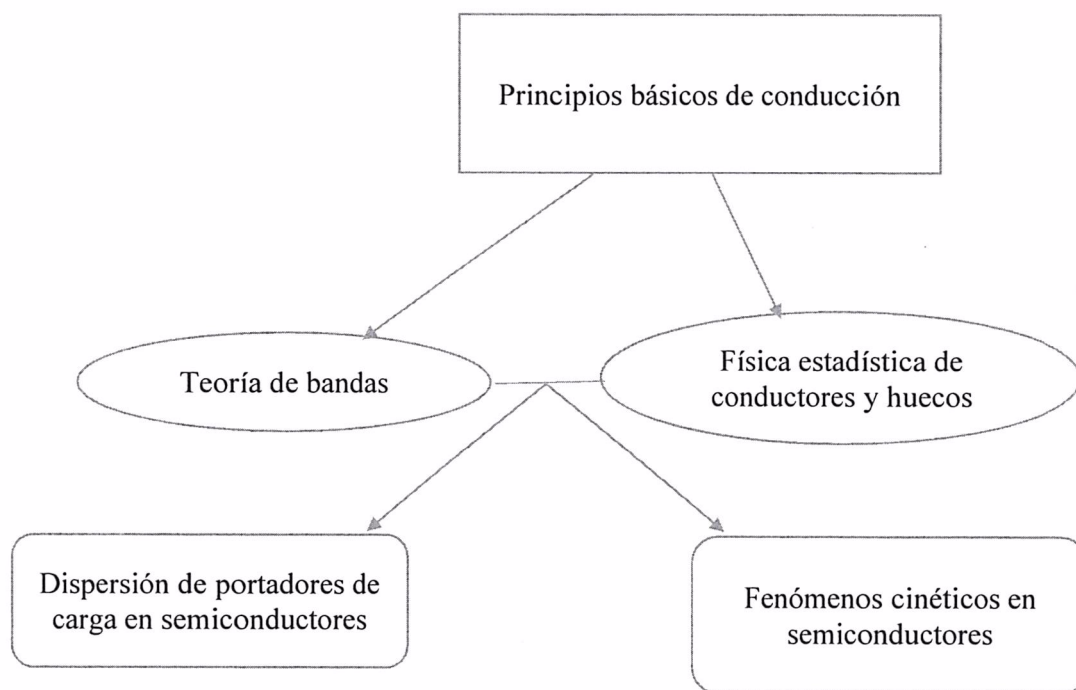 Principios básicos de conducción
Teoría de bandas
Física estadística de
conductores y huecos
Dispersión de portadores de
carga en semiconductores
Fenómenos cinéticos en
semiconductores